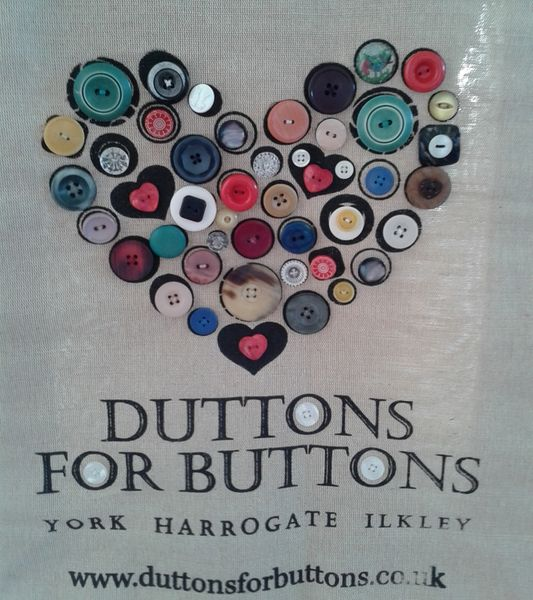 DUTTONS
FOR BUTTONS
YORK HARROGATE ILKLEY
www.duttonsforbuttons.co.uk